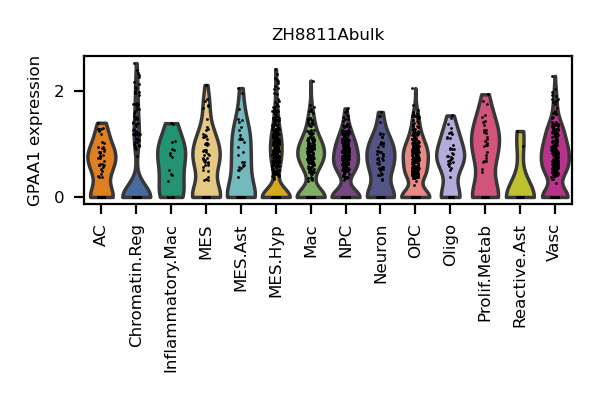 ZH8811Abulk
GPAA1 expression
2
0
AC
Chromatin.Reg
Inflammatory.Mac
MES
MES.Ast
MES.Hyp
Mac
NPC
Neuron
OPC
Oligo
Prolif.Metab
Reactive.Ast
Vasc